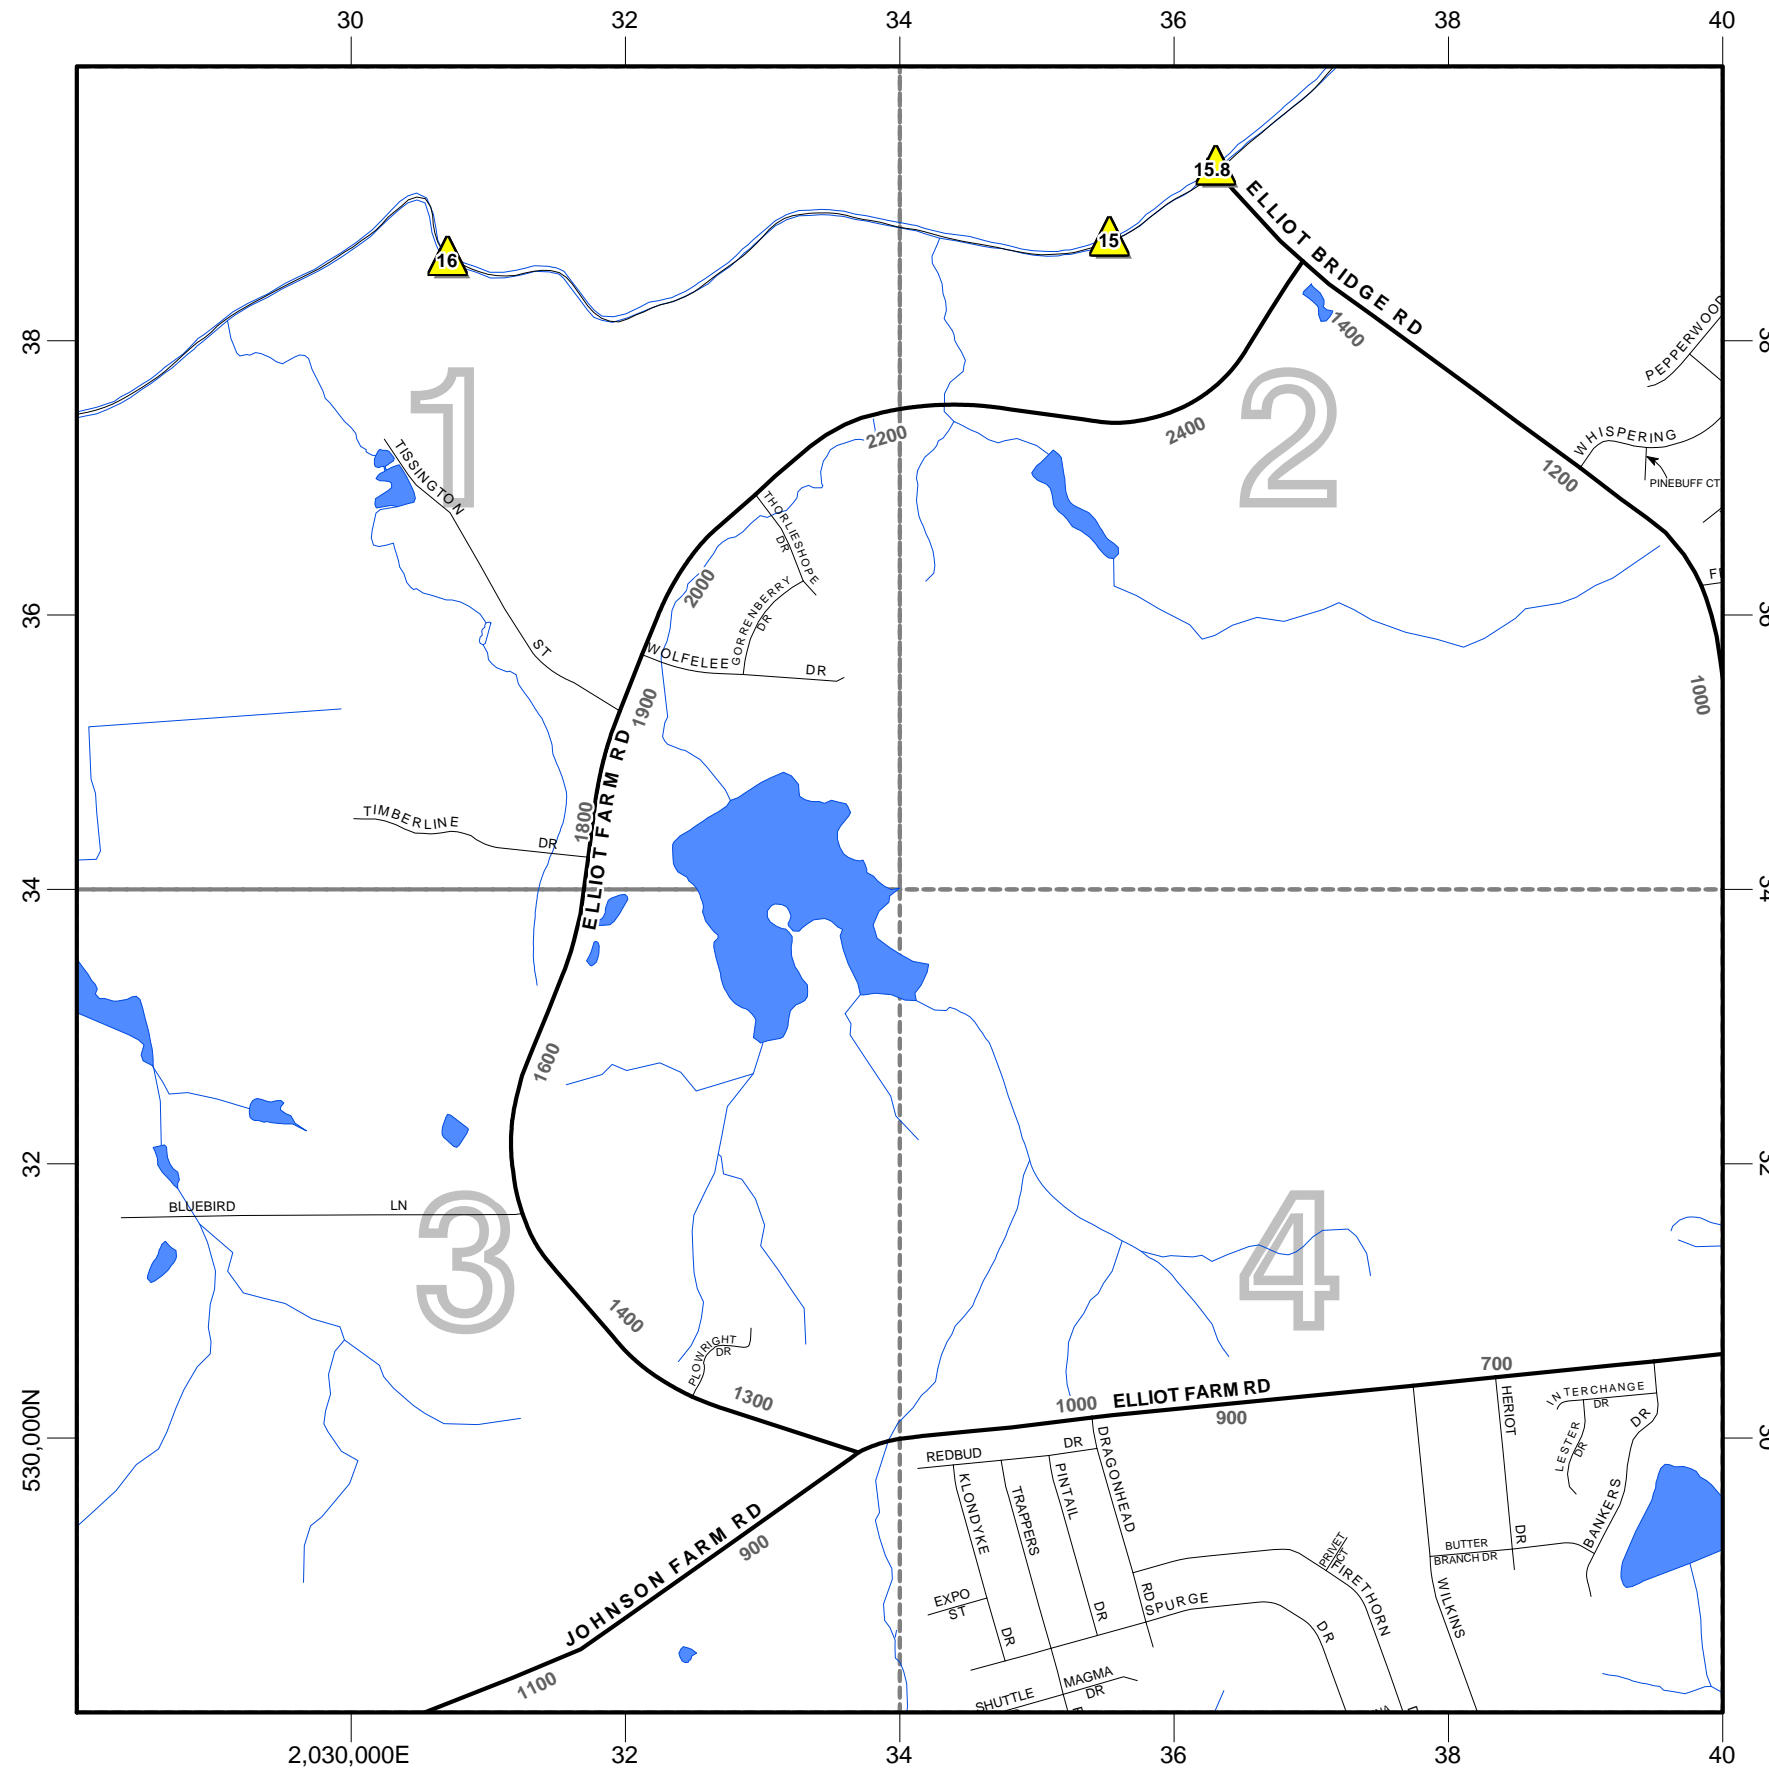 30 32 34 36 38 40
15.8
ELLIOT BRIDGE RD
15
16
38
1400
PEPPERWOOD
1
2
2200
2400
WHISPERING
1200
PINEBUFF CT
TISSINGTON
ST
THORLIESHOPE
DR
2000
GORRENBERRY
DR
36
WOLFELEE DR
1900
1000
ELLIOT FARM RD
1800
TIMBERLINE
DR
34
1600
32
BLUEBIRD LN
3
4
1400
PLOWRIGHT
DR
1300
700
1000
ELLIOT FARM RD
900
HERIOT
DR
INTERCHANGE
DR
LESTER
DR
BANKERS
DR
530,000N
REDBUD DR
DRAGONHEAD
RD
KLONDYKE
DR
TRAPPERS
PINTAIL
DR
BUTTER
BRANCH DR
JOHNSON FARM RD
900
PRIVET
CT
FIRETHORN
WILKINS
EXPO
ST
SPURGE
DR
MAGMA
DR
SHUTTLE
1100
2,030,000E 32 34 36 38 40